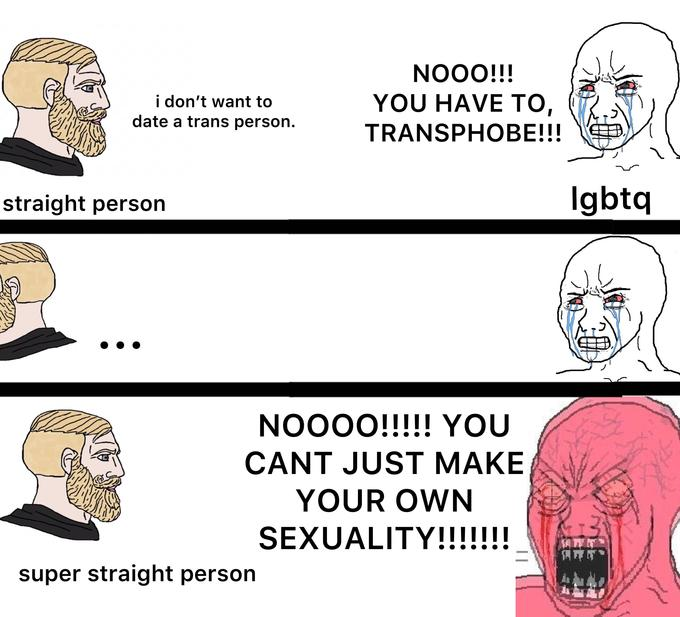 i don't want to
date a trans person.
NOOO!!!
YOU HAVE TO,
TRANSPHOBE!!!
straight person
lgbtq
...
NOOOO!!!!! YOU
CANT JUST MAKE
YOUR OWN
SEXUALITY!!!!!!!
super straight person